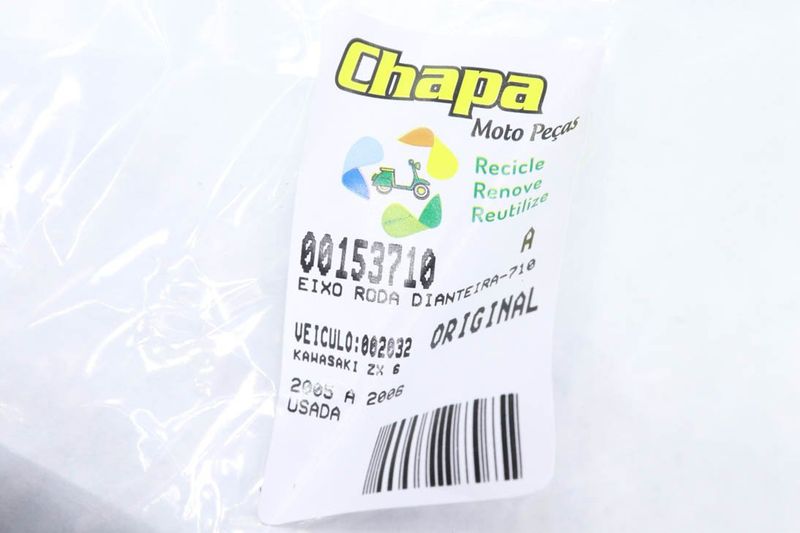 Chapa
Moto Peças
Recicle
Renove
Reutilize
A
00153710
EIXO RODA DIANTEIRA-710
ORIGINAL
VEICULO:002032
KAWASAKI ZX 6
2005 A 2006
USADA